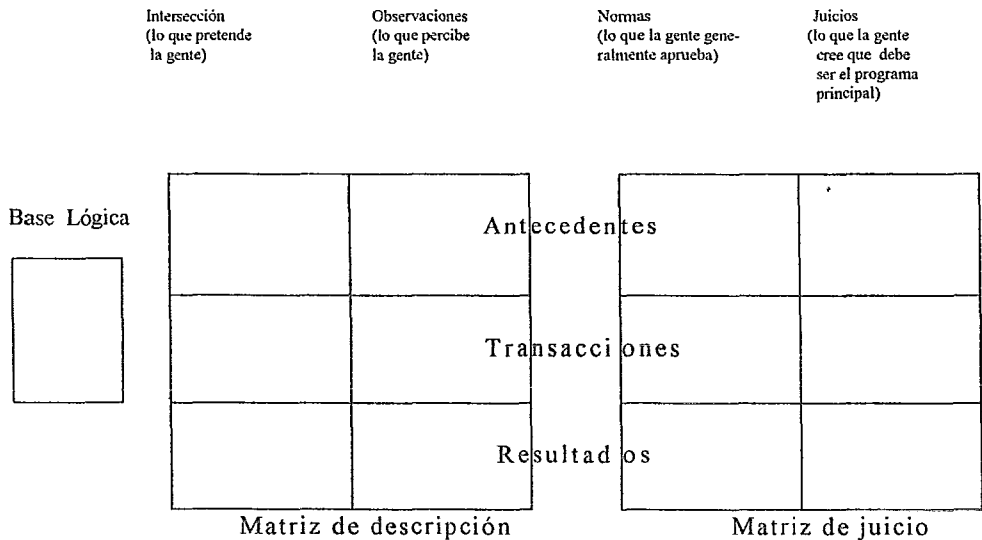 Intersección
(lo que pretende
la gente)
Observaciones
(lo que percibe
la gente)
Normas
(lo que la gente gene-
ralmente aprueba)
Juicios
(lo que la gente
cree que debe
ser el programa
principal)
Base Lógica
Antecedentes
Transacciones
Resultados
Matriz de descripción
Matriz de juicio